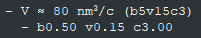 - V ≈ 80 nm³/c (b5v15c3)
- b0.50 v0.15 c3.00